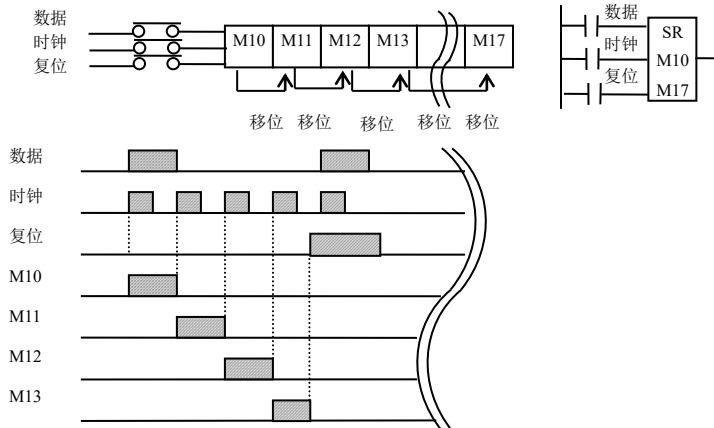 数据
时钟
复位
M10 M11 M12 M13 M17
移位 移位 移位 移位 移位
数据
时钟
复位
SR
M10
M17
数据
时钟
复位
M10
M11
M12
M13